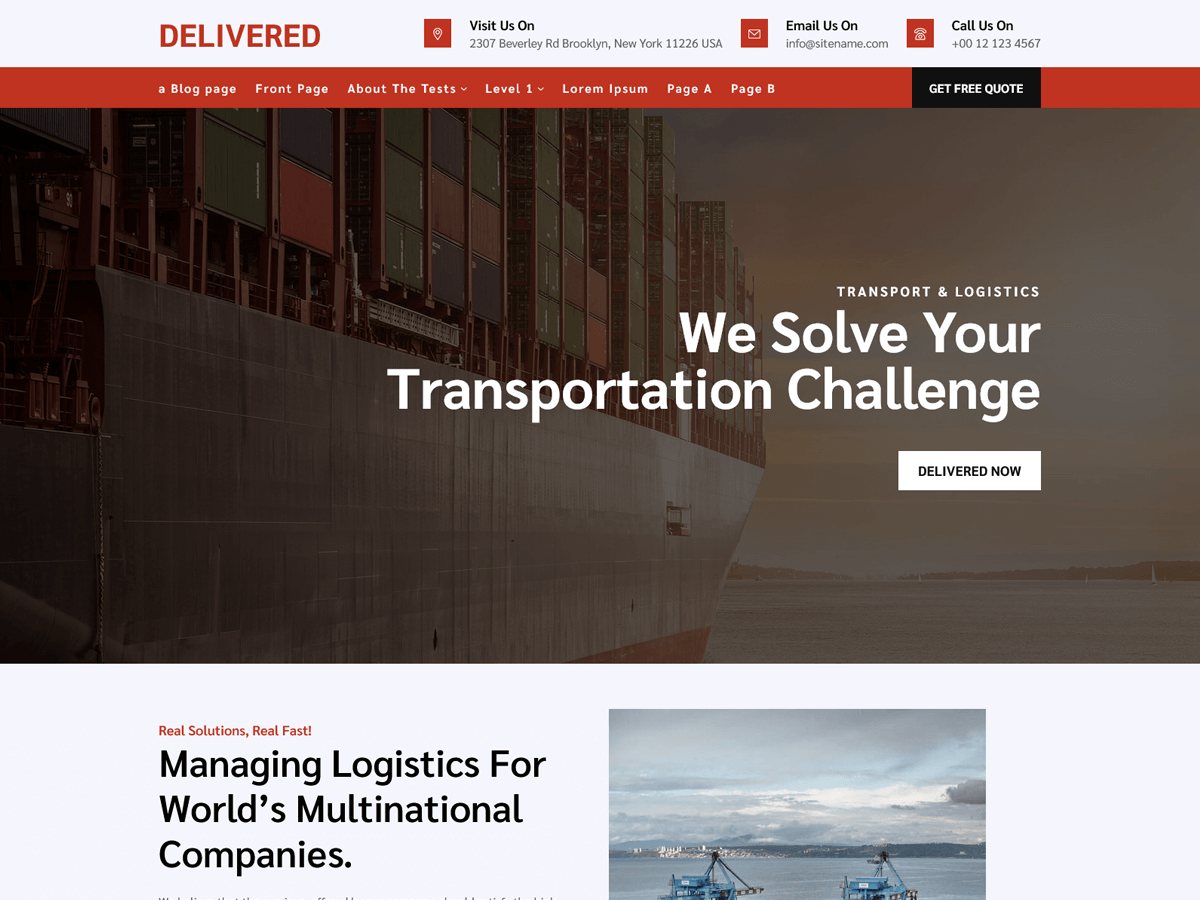 DELIVERED
Visit Us On
2307 Beverley Rd Brooklyn, New York 11226 USA
Email Us On
info@sitename.com
Call Us On
+00 12 123 4567
a Blog page Front Page About The Tests Level 1 Lorem Ipsum Page A Page B
GET FREE QUOTE
TRANSPORT & LOGISTICS
We Solve Your
Transportation Challenge
DELIVERED NOW
Real Solutions, Real Fast!
Managing Logistics For
World’s Multinational
Companies.